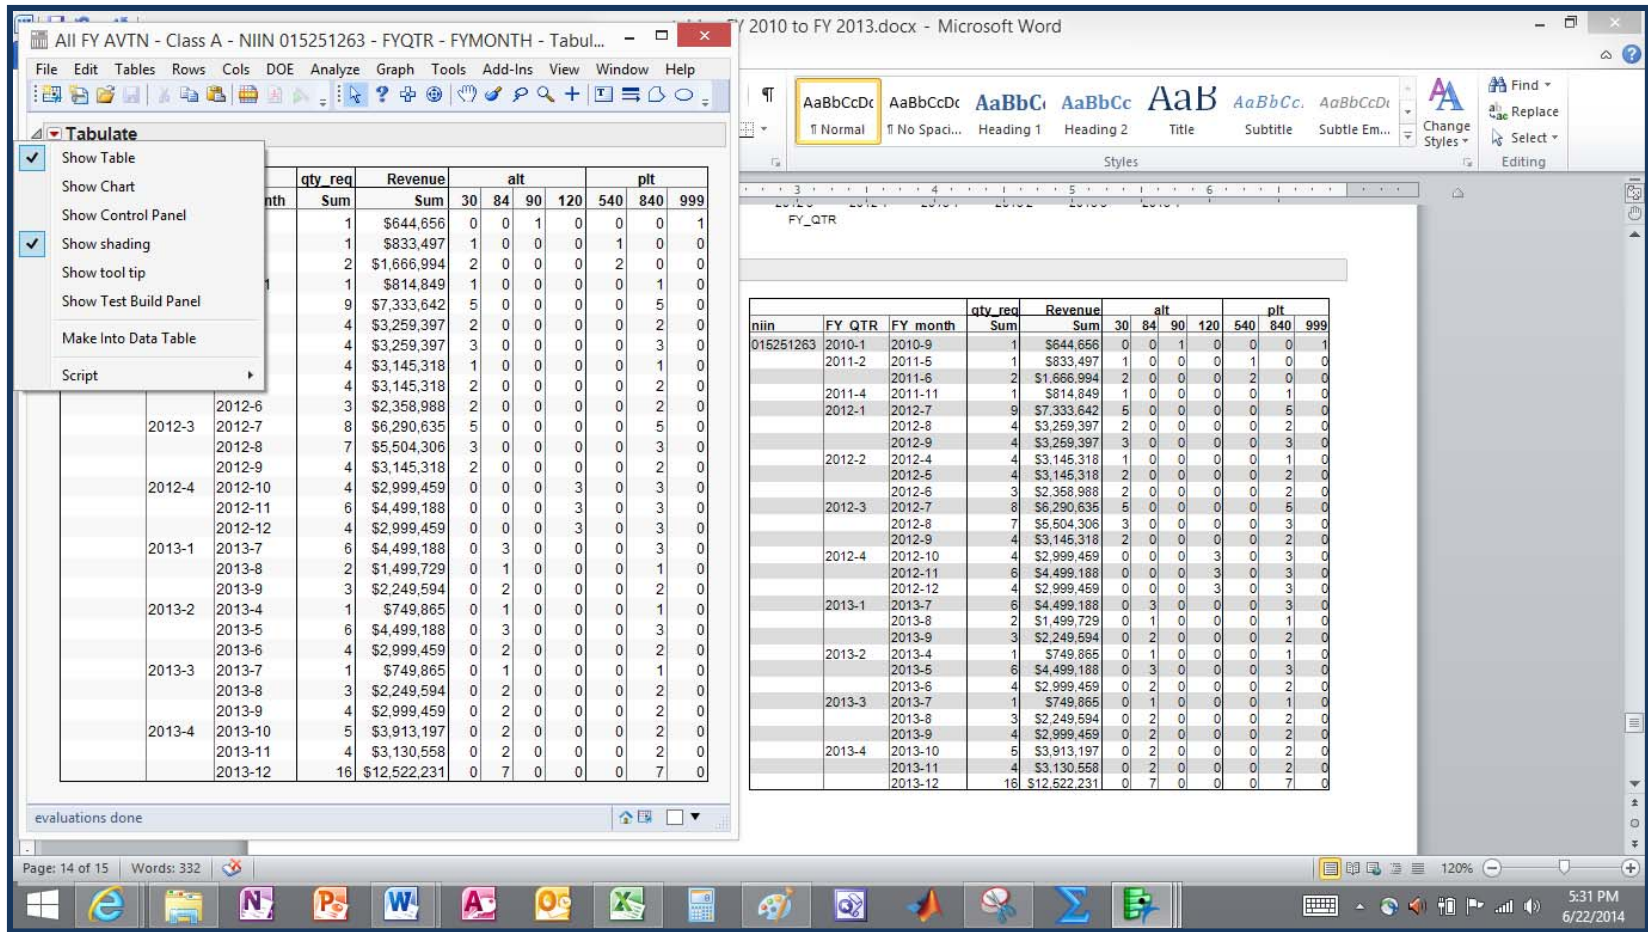 FY 2010 to FY 2013.docx - Microsoft Word
All FY AVTN - Class A - NIIN 015251263 - FYQTR - FYMONTH - Tabul...
File Edit Tables Rows Cols DOE Analyze Graph Tools Add-Ins View Window Help
Tabulate
Show Table
Show Chart
Show Control Panel
Show shading
Show tool tip
Show Test Build Panel
Make Into Data Table
Script
qty_req Revenue alt plt
nth Sum Sum 30 84 90 120 540 840 999
1 $644,656 0 0 1 0 0 0 1
1 $833,497 1 0 0 0 1 0 0
2 $1,666,994 2 0 0 0 2 0 0
1 1 $814,849 1 0 0 0 0 1 0
9 $7,333,642 5 0 0 0 0 5 0
4 $3,259,397 2 0 0 0 0 2 0
4 $3,259,397 3 0 0 0 0 3 0
4 $3,145,318 1 0 0 0 0 1 0
4 $3,145,318 2 0 0 0 0 2 0
2012-6 3 $2,358,988 2 0 0 0 0 2 0
2012-3 2012-7 8 $6,290,635 5 0 0 0 0 5 0
2012-8 7 $5,504,306 3 0 0 0 0 3 0
2012-9 4 $3,145,318 2 0 0 0 0 2 0
2012-4 2012-10 4 $2,999,459 0 0 0 3 0 3 0
2012-11 6 $4,499,188 0 0 0 3 0 3 0
2012-12 4 $2,999,459 0 0 0 3 0 3 0
2013-1 2013-7 6 $4,499,188 0 3 0 0 0 3 0
2013-8 2 $1,499,729 0 1 0 0 0 1 0
2013-9 3 $2,249,594 0 2 0 0 0 2 0
2013-2 2013-4 1 $749,865 0 1 0 0 0 1 0
2013-5 6 $4,499,188 0 3 0 0 0 3 0
2013-6 4 $2,999,459 0 2 0 0 0 2 0
2013-3 2013-7 1 $749,865 0 1 0 0 0 1 0
2013-8 3 $2,249,594 0 2 0 0 0 2 0
2013-9 4 $2,999,459 0 2 0 0 0 2 0
2013-4 2013-10 5 $3,913,197 0 2 0 0 0 2 0
2013-11 4 $3,130,558 0 2 0 0 0 2 0
2013-12 16 $12,522,231 0 7 0 0 0 7 0
evaluations done
AaBbCcDc AaBbCcDc AaBbC AaBbCc AaB AaBbCc. AaBbCcDc
¶ Normal ¶ No Spaci... Heading 1 Heading 2 Title Subtitle Subtle Em...
Change Styles
Find
Replace
Select
Styles Editing
3 4 5 6
FY_QTR
qty_req Revenue alt plt
niin FY_QTR FY_month Sum Sum 30 84 90 120 540 840 999
015251263 2010-1 2010-9 1 $644,656 0 0 1 0 0 0 1
2011-2 2011-5 1 $833,497 1 0 0 0 1 0 0
2011-6 2 $1,666,994 2 0 0 0 2 0 0
2011-4 2011-11 1 $814,849 1 0 0 0 0 1 0
2012-1 2012-7 9 $7,333,642 5 0 0 0 0 5 0
2012-8 4 $3,259,397 2 0 0 0 0 2 0
2012-9 4 $3,259,397 3 0 0 0 0 3 0
2012-2 2012-4 4 $3,145,318 1 0 0 0 0 1 0
2012-5 4 $3,145,318 2 0 0 0 0 2 0
2012-6 3 $2,358,988 2 0 0 0 0 2 0
2012-3 2012-7 8 $6,290,635 5 0 0 0 0 5 0
2012-8 7 $5,504,306 3 0 0 0 0 3 0
2012-9 4 $3,145,318 2 0 0 0 0 2 0
2012-4 2012-10 4 $2,999,459 0 0 0 3 0 3 0
2012-11 6 $4,499,188 0 0 0 3 0 3 0
2012-12 4 $2,999,459 0 0 0 3 0 3 0
2013-1 2013-7 6 $4,499,188 0 3 0 0 0 3 0
2013-8 2 $1,499,729 0 1 0 0 0 1 0
2013-9 3 $2,249,594 0 2 0 0 0 2 0
2013-2 2013-4 1 $749,865 0 1 0 0 0 1 0
2013-5 6 $4,499,188 0 3 0 0 0 3 0
2013-6 4 $2,999,459 0 2 0 0 0 2 0
2013-3 2013-7 1 $749,865 0 1 0 0 0 1 0
2013-8 3 $2,249,594 0 2 0 0 0 2 0
2013-9 4 $2,999,459 0 2 0 0 0 2 0
2013-4 2013-10 5 $3,913,197 0 2 0 0 0 2 0
2013-11 4 $3,130,558 0 2 0 0 0 2 0
2013-12 16 $12,522,231 0 7 0 0 0 7 0
Page: 14 of 15 Words: 332 120%
5:31 PM
6/22/2014